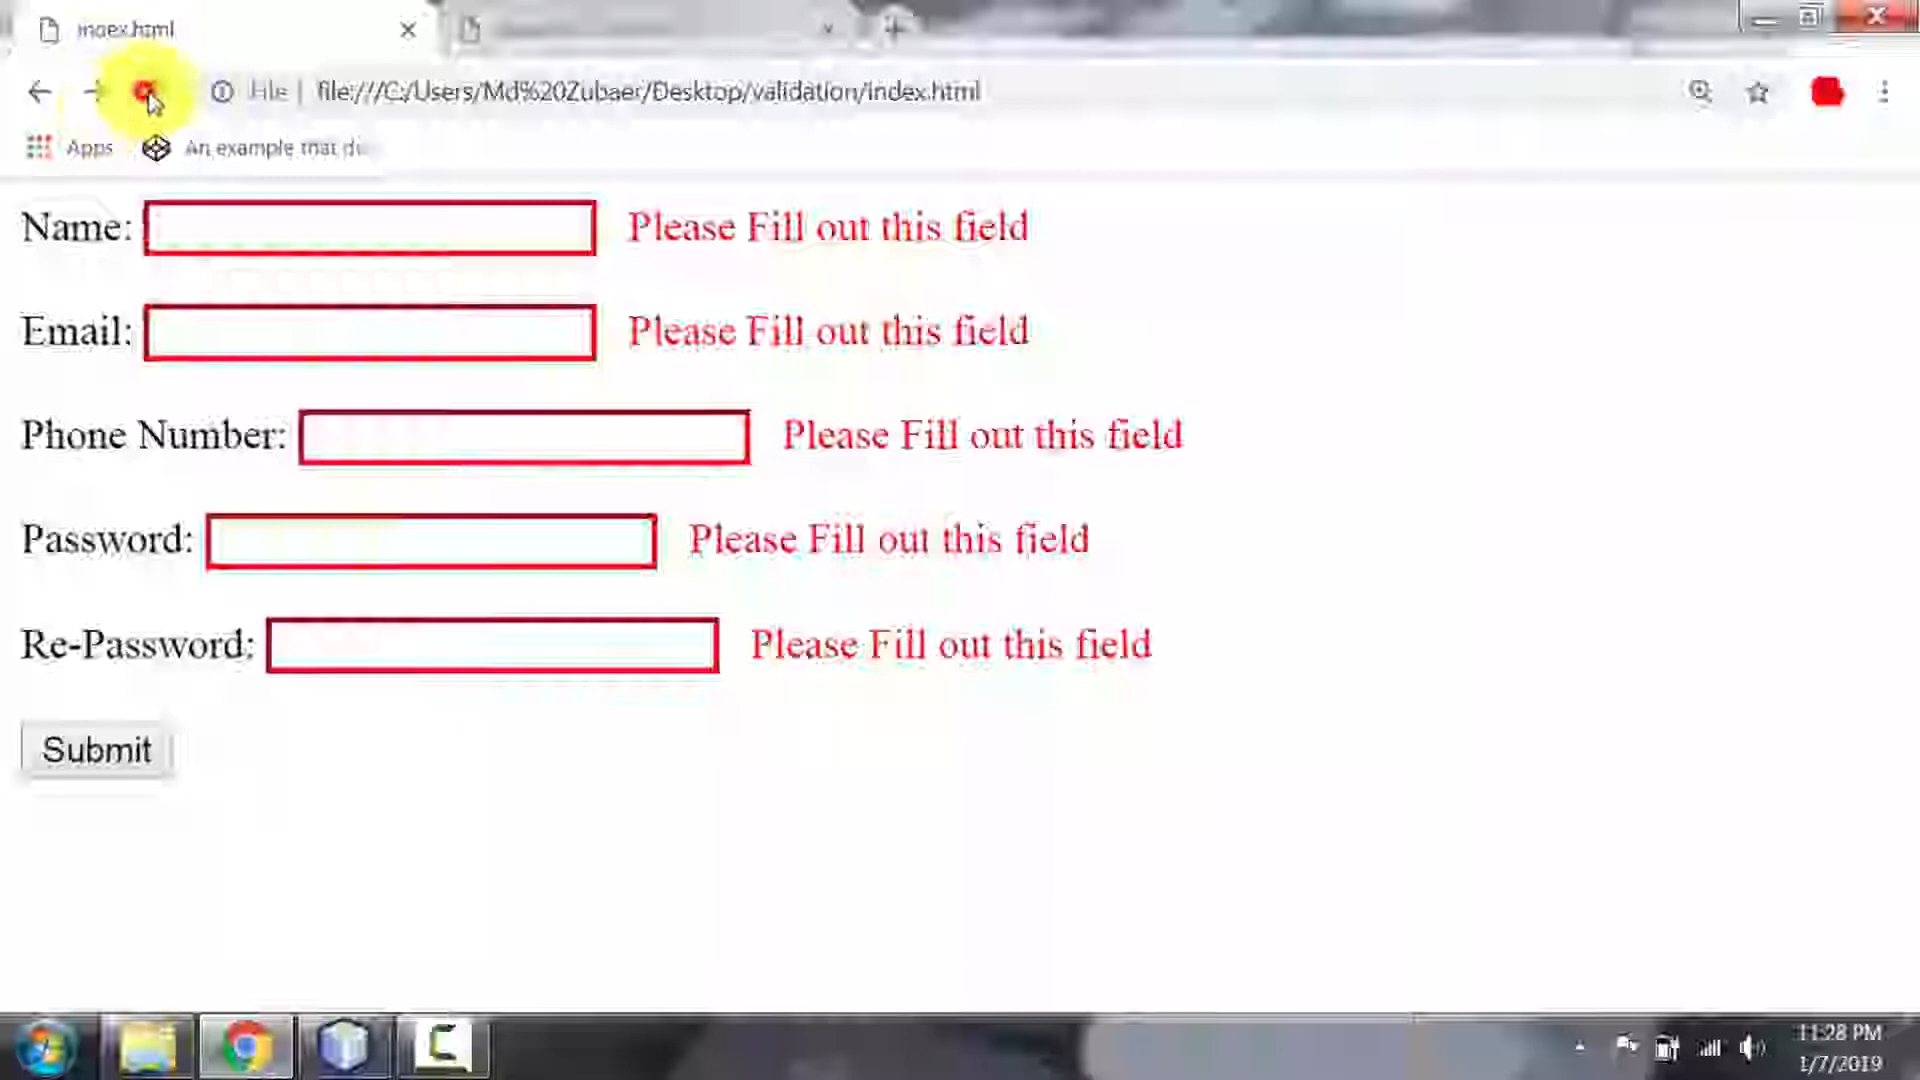 index.html
File | file:///C:/Users/Md%20Zubaer/Desktop/validation/index.html
Apps An example that du
Name: Please Fill out this field
Email: Please Fill out this field
Phone Number: Please Fill out this field
Password: Please Fill out this field
Re-Password: Please Fill out this field
Submit
11:28 PM
1/7/2019